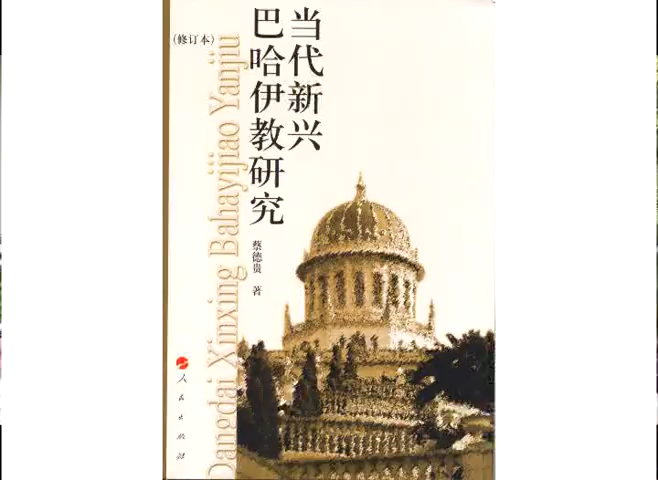 当代新兴
巴哈伊教研究
(修订本)
蔡德贵 著
Dangdai Xinxing Bahayijiao Yanjiu
人民出版社